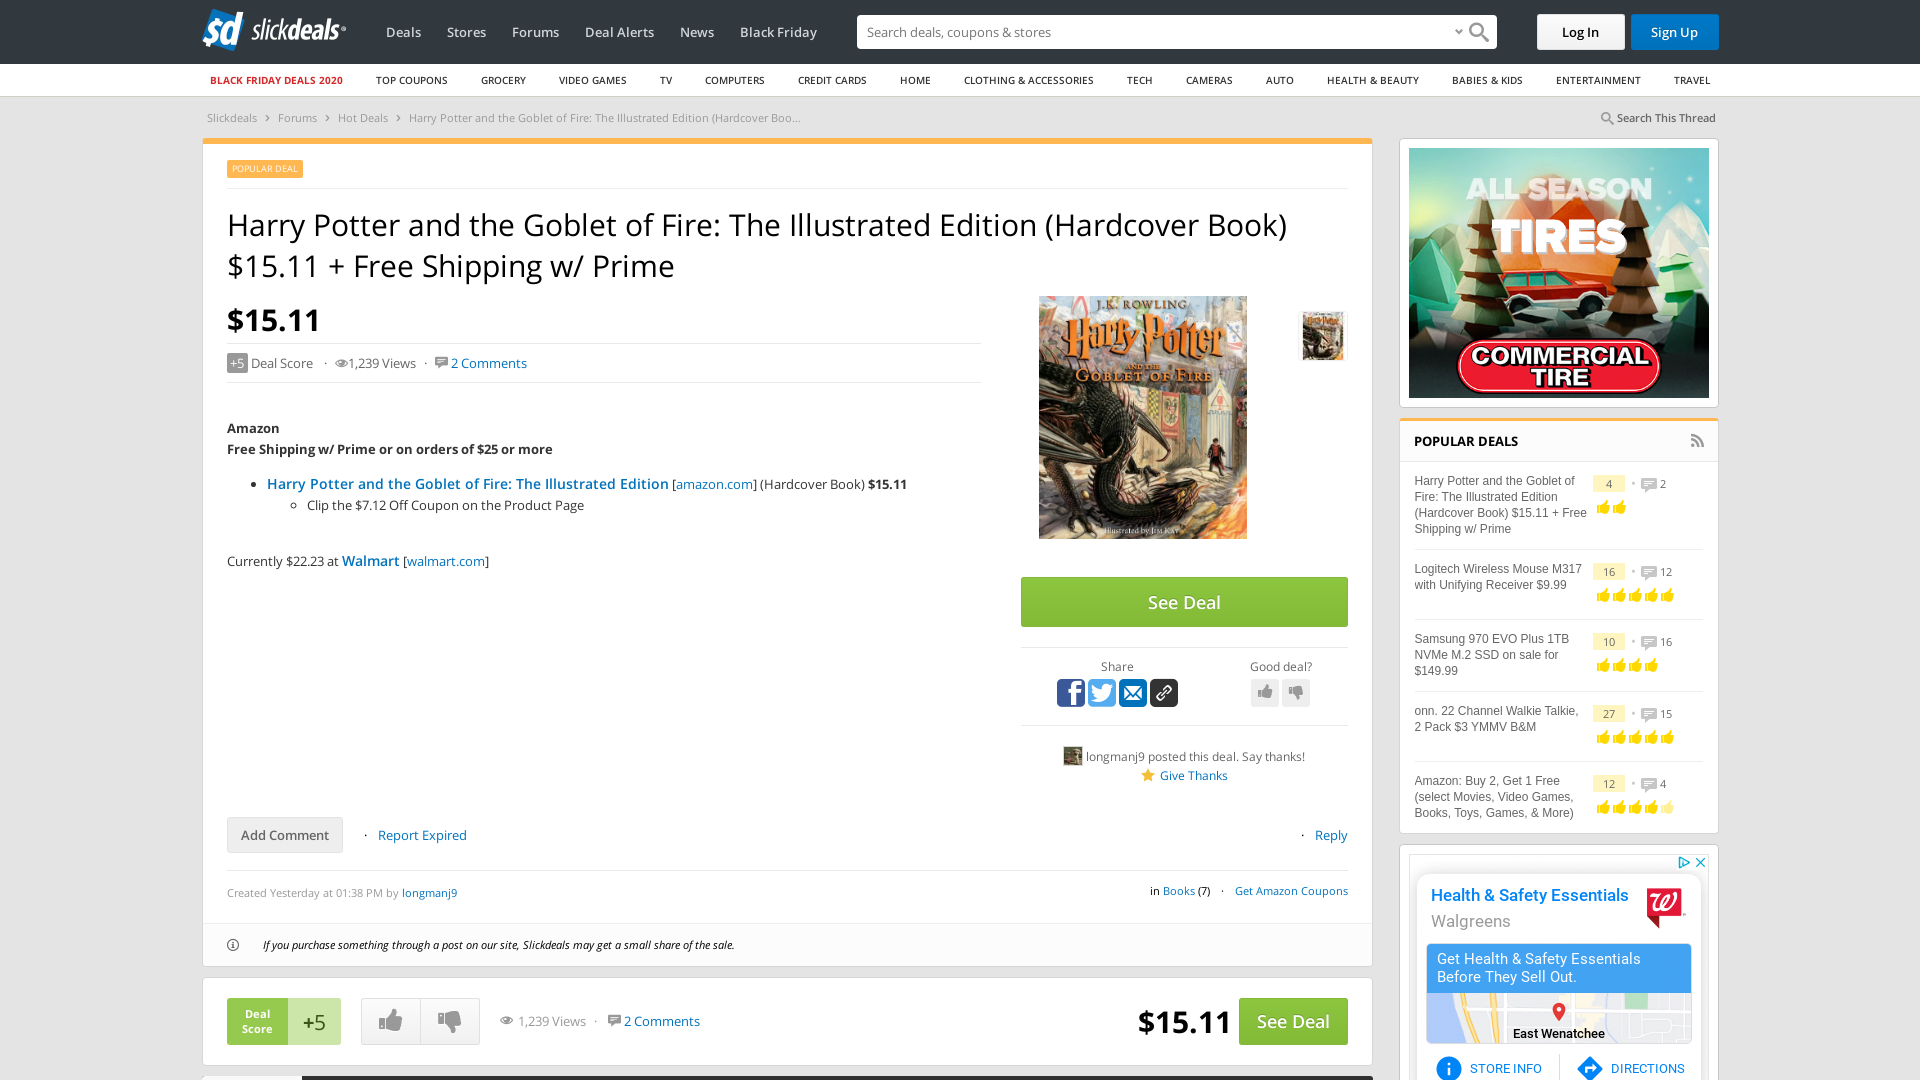 slickdeals
Deals
Stores
Forums
Deal Alerts
News
Black Friday
Search deals, coupons & stores
Log In
Sign Up
BLACK FRIDAY DEALS 2020
TOP COUPONS
GROCERY
VIDEO GAMES
TV
COMPUTERS
CREDIT CARDS
HOME
CLOTHING & ACCESSORIES
TECH
CAMERAS
AUTO
HEALTH & BEAUTY
BABIES & KIDS
ENTERTAINMENT
TRAVEL
Slickdeals › Forums › Hot Deals › Harry Potter and the Goblet of Fire: The Illustrated Edition (Hardcover Boo...
Search This Thread
POPULAR DEAL
Harry Potter and the Goblet of Fire: The Illustrated Edition (Hardcover Book)
$15.11 + Free Shipping w/ Prime
$15.11
+5 Deal Score · 1,239 Views · 2 Comments
Amazon
Free Shipping w/ Prime or on orders of $25 or more
Harry Potter and the Goblet of Fire: The Illustrated Edition [amazon.com] (Hardcover Book) $15.11
Clip the $7.12 Off Coupon on the Product Page
Currently $22.23 at Walmart [walmart.com]
J.K. ROWLING
Harry Potter
AND THE
GOBLET OF FIRE
Illustrated by JIM KAY
See Deal
Share
Good deal?
longmanj9 posted this deal. Say thanks!
Give Thanks
Add Comment
· Report Expired
· Reply
Created Yesterday at 01:38 PM by longmanj9
in Books (7) · Get Amazon Coupons
If you purchase something through a post on our site, Slickdeals may get a small share of the sale.
Deal
Score
+5
1,239 Views · 2 Comments
$15.11
See Deal
ALL SEASON
TIRES
COMMERCIAL
TIRE
POPULAR DEALS
Harry Potter and the Goblet of
Fire: The Illustrated Edition
(Hardcover Book) $15.11 + Free
Shipping w/ Prime
4 • 2
Logitech Wireless Mouse M317
with Unifying Receiver $9.99
16 • 12
Samsung 970 EVO Plus 1TB
NVMe M.2 SSD on sale for
$149.99
10 • 16
onn. 22 Channel Walkie Talkie,
2 Pack $3 YMMV B&M
27 • 15
Amazon: Buy 2, Get 1 Free
(select Movies, Video Games,
Books, Toys, Games, & More)
12 • 4
Health & Safety Essentials
Walgreens
Get Health & Safety Essentials
Before They Sell Out.
East Wenatchee
STORE INFO
DIRECTIONS